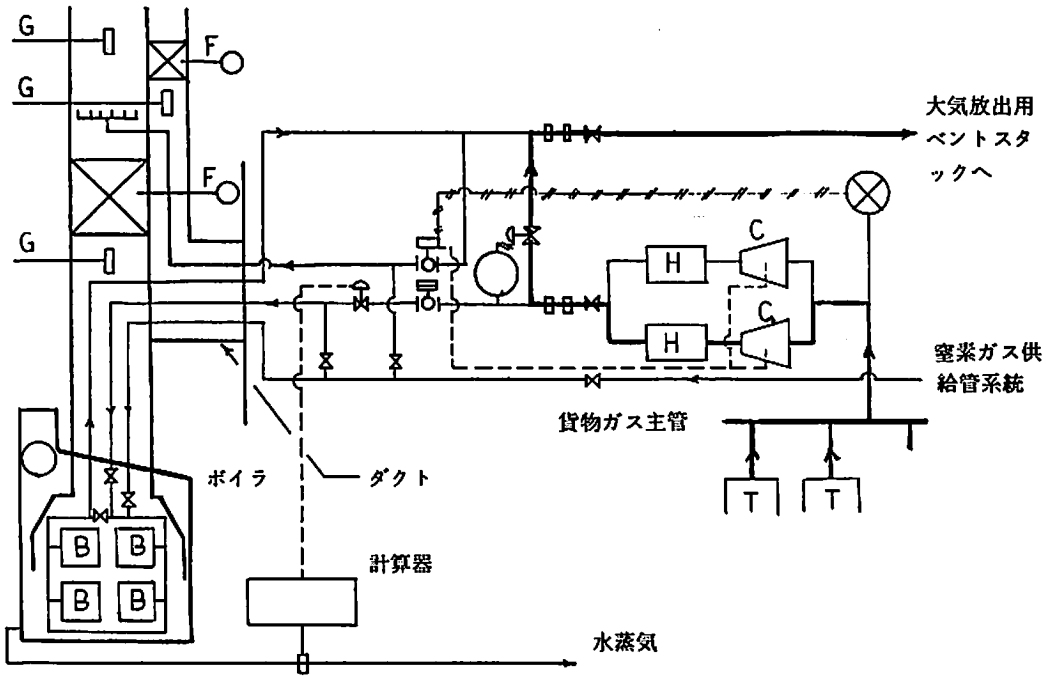 G
F
G
大気放出用
ベントスタ
ックへ
F
C
G
H
C
H
窒素ガス供
給管系統
貨物ガス主管
ボイラ
ダクト
T
T
B
B
計算器
B
B
水蒸気